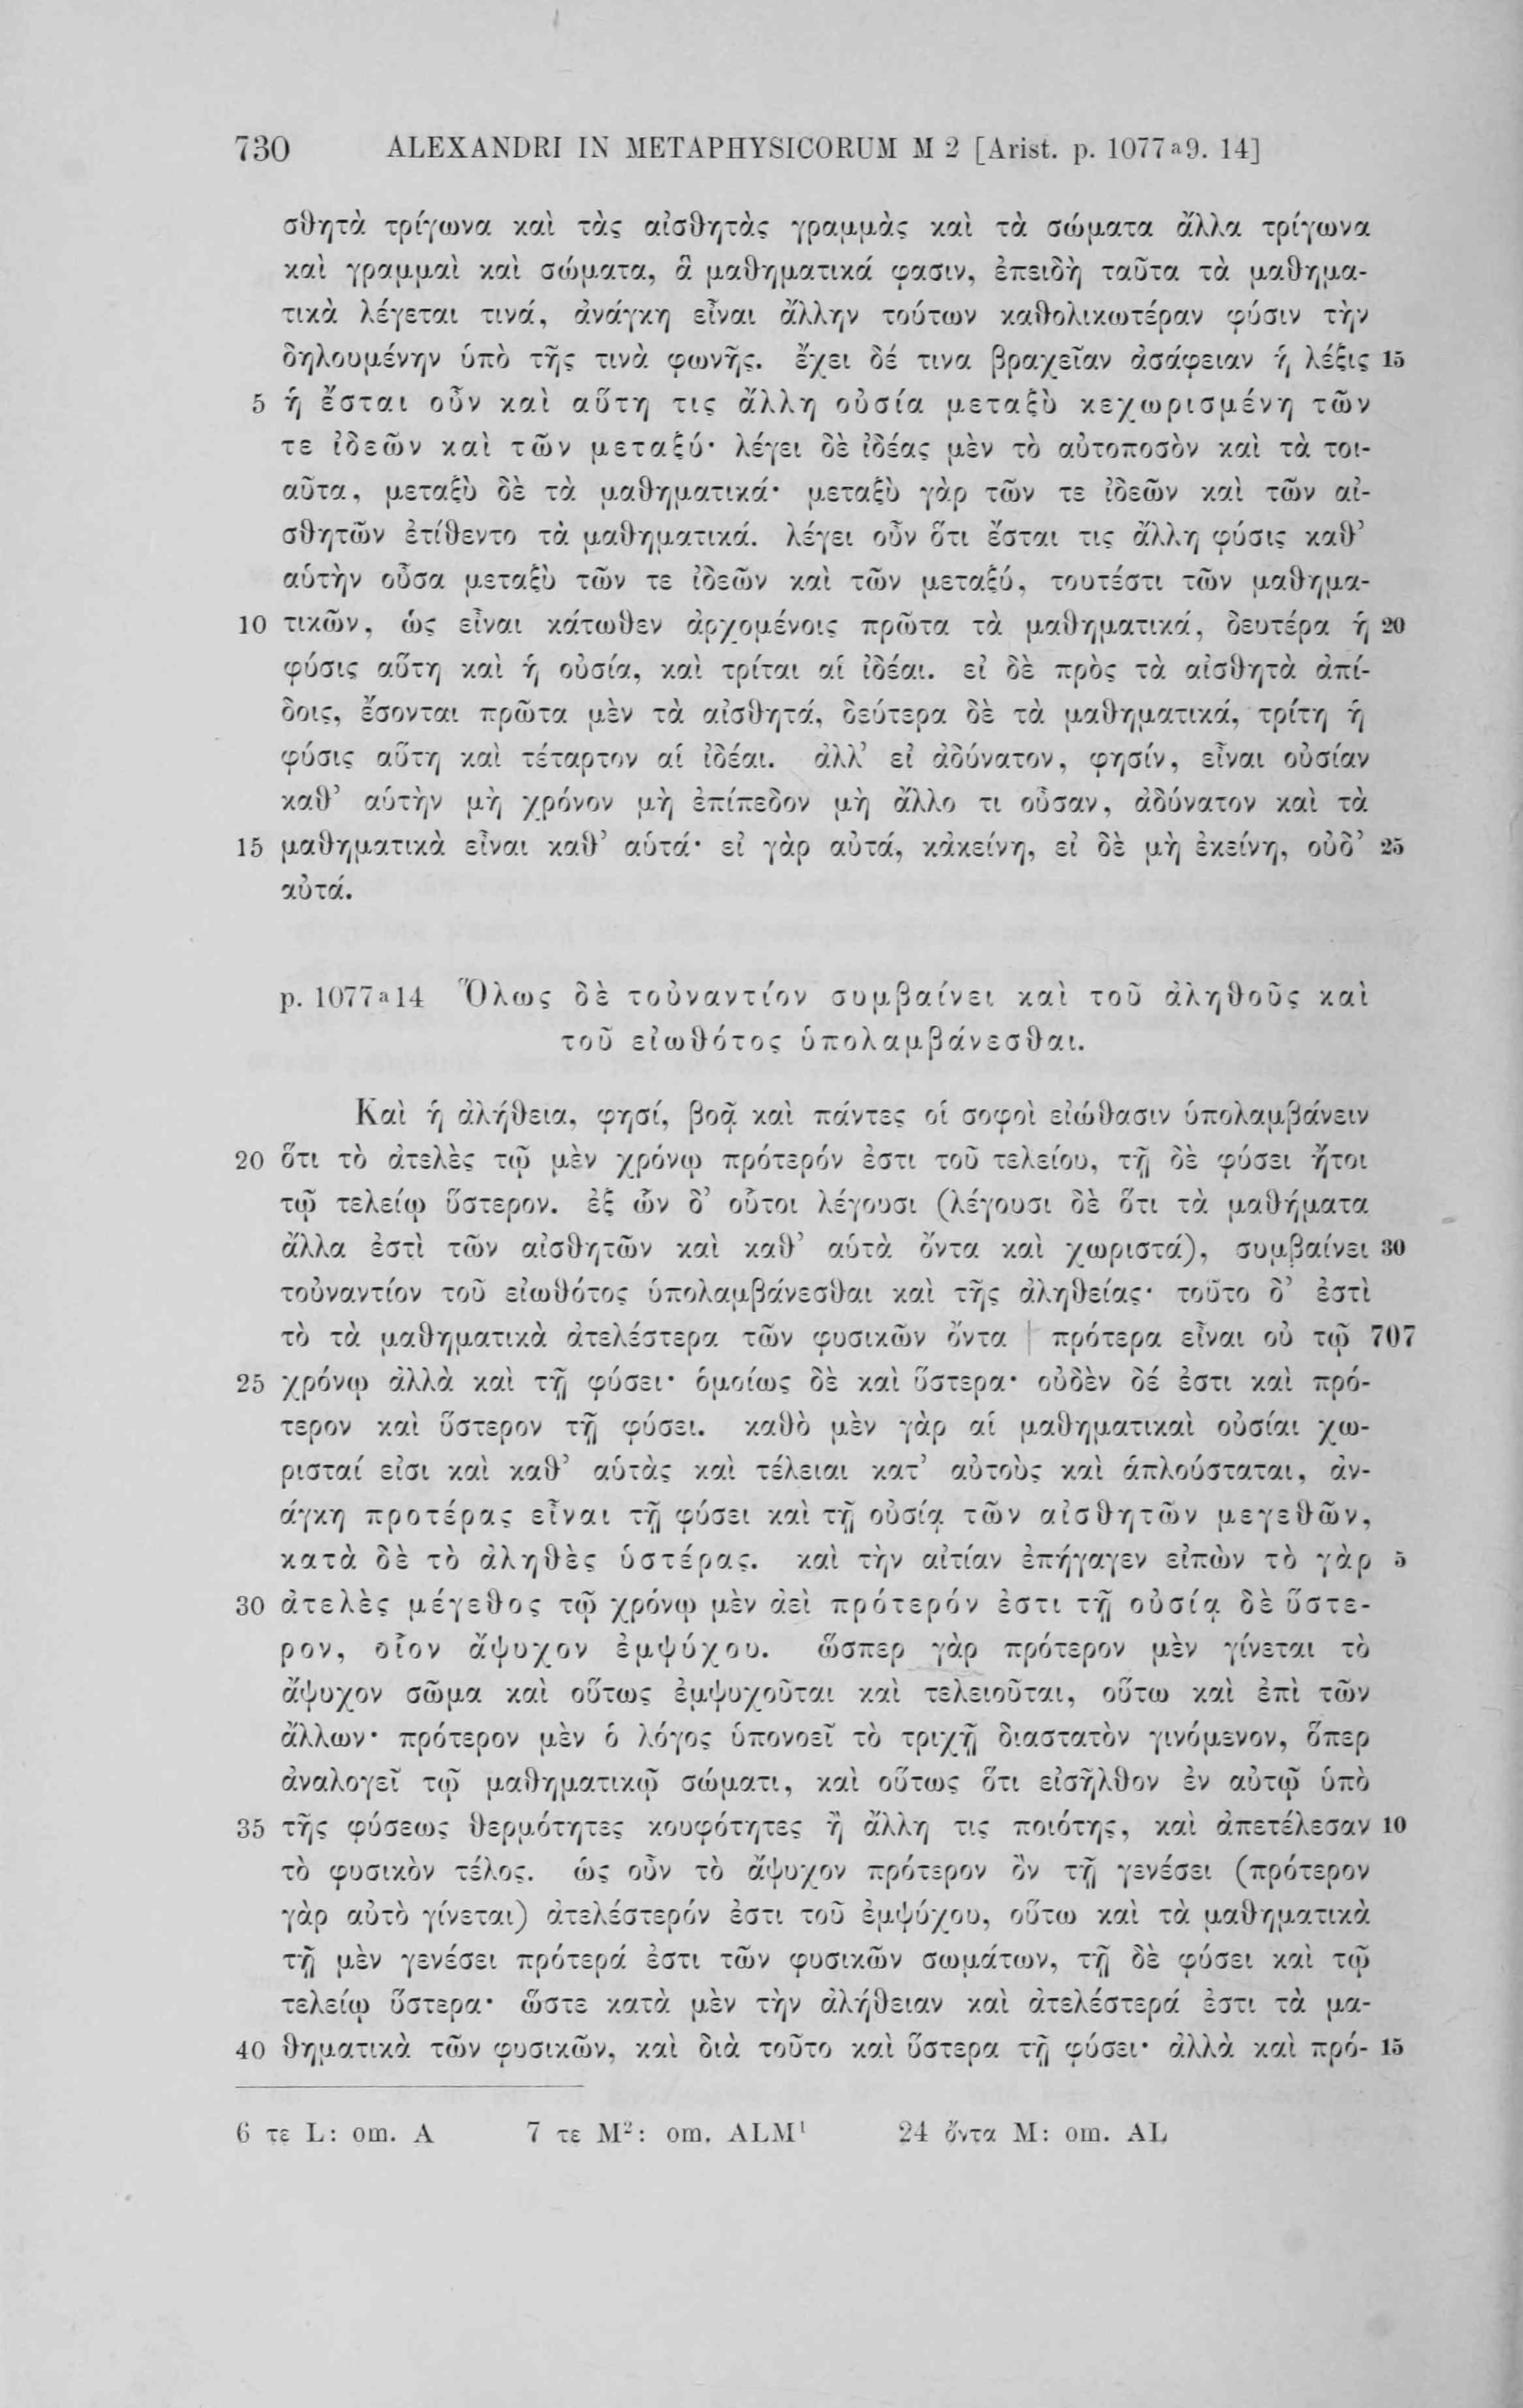 730 ALEXANDRI IN METAPHYSICORUM M 2 [Arist. p. 1077 a 9. 14]
σθητὰ τρίγωνα καὶ τὰς αἰσθητὰς γραμμὰς καὶ τὰ σώματα ἄλλα τρίγωνα
καὶ γραμμαὶ καὶ σώματα, ἃ μαθηματικά φασιν, ἐπειδὴ ταῦτα τὰ μαθημα-
τικὰ λέγεται τινά, ἀνάγκη εἶναι ἄλλην τούτων καθολικωτέραν φύσιν τὴν
δηλουμένην ὑπὸ τῆς τινὰ φωνῆς. ἔχει δέ τινα βραχεῖαν ἀσάφειαν ἡ λέξις 15
5 ἡ ἔσται οὖν καὶ αὕτη τις ἄλλη οὐσία μεταξὺ κεχωρισμένη τῶν
τε ἰδεῶν καὶ τῶν μεταξύ· λέγει δὲ ἰδέας μὲν τὸ αὐτοποσὸν καὶ τὰ τοι-
αῦτα, μεταξὺ δὲ τὰ μαθηματικά· μεταξὺ γὰρ τῶν τε ἰδεῶν καὶ τῶν αἰ-
σθητῶν ἐτίθεντο τὰ μαθηματικά. λέγει οὖν ὅτι ἔσται τις ἄλλη φύσις καθ’
αὑτὴν οὖσα μεταξὺ τῶν τε ἰδεῶν καὶ τῶν μεταξύ, τουτέστι τῶν μαθημα-
10 τικῶν, ὡς εἶναι κάτωθεν ἀρχομένοις πρῶτα τὰ μαθηματικά, δευτέρα ἡ 20
φύσις αὕτη καὶ ἡ οὐσία, καὶ τρίται αἱ ἰδέαι. εἰ δὲ πρὸς τὰ αἰσθητὰ ἀπί-
δοις, ἔσονται πρῶτα μὲν τὰ αἰσθητά, δεύτερα δὲ τὰ μαθηματικά, τρίτη ἡ
φύσις αὕτη καὶ τέταρτον αἱ ἰδέαι. ἀλλ’ εἰ ἀδύνατον, φησίν, εἶναι οὐσίαν
καθ’ αὑτὴν μὴ χρόνον μὴ ἐπίπεδον μὴ ἄλλο τι οὖσαν, ἀδύνατον καὶ τὰ
15 μαθηματικὰ εἶναι καθ’ αὑτά· εἰ γὰρ αὐτά, κἀκείνη, εἰ δὲ μὴ ἐκείνη, οὐδ’ 25
αὐτά.
p. 1077 a 14 Ὅλως δὲ τοὐναντίον συμβαίνει καὶ τοῦ ἀληθοῦς καὶ
τοῦ εἰωθότος ὑπολαμβάνεσθαι.
Καὶ ἡ ἀλήθεια, φησί, βοᾷ καὶ πάντες οἱ σοφοὶ εἰώθασιν ὑπολαμβάνειν
20 ὅτι τὸ ἀτελὲς τῷ μὲν χρόνῳ πρότερόν ἐστι τοῦ τελείου, τῇ δὲ φύσει ἤτοι
τῷ τελείῳ ὕστερον. ἐξ ὧν δ’ οὗτοι λέγουσι (λέγουσι δὲ ὅτι τὰ μαθήματα
ἄλλα ἐστὶ τῶν αἰσθητῶν καὶ καθ’ αὑτὰ ὄντα καὶ χωριστά), συμβαίνει 30
τοὐναντίον τοῦ εἰωθότος ὑπολαμβάνεσθαι καὶ τῆς ἀληθείας· τοῦτο δ’ ἐστὶ
τὸ τὰ μαθηματικὰ ἀτελέστερα τῶν φυσικῶν ὄντα | πρότερα εἶναι οὐ τῷ 707
25 χρόνῳ ἀλλὰ καὶ τῇ φύσει· ὁμοίως δὲ καὶ ὕστερα· οὐδὲν δέ ἐστι καὶ πρό-
τερον καὶ ὕστερον τῇ φύσει. καθὸ μὲν γὰρ αἱ μαθηματικαὶ οὐσίαι χω-
ρισταί εἰσι καὶ καθ’ αὑτὰς καὶ τέλειαι κατ’ αὐτοὺς καὶ ἁπλούσταται, ἀν-
άγκη προτέρας εἶναι τῇ φύσει καὶ τῇ οὐσίᾳ τῶν αἰσθητῶν μεγεθῶν,
κατὰ δὲ τὸ ἀληθὲς ὑστέρας. καὶ τὴν αἰτίαν ἐπήγαγεν εἰπὼν τὸ γὰρ 5
30 ἀτελὲς μέγεθος τῷ χρόνῳ μὲν ἀεὶ πρότερόν ἐστι τῇ οὐσίᾳ δὲ ὕστε-
ρον, οἷον ἄψυχον ἐμψύχου. ὥσπερ γὰρ πρότερον μὲν γίνεται τὸ
ἄψυχον σῶμα καὶ οὕτως ἐμψυχοῦται καὶ τελειοῦται, οὕτω καὶ ἐπὶ τῶν
ἄλλων· πρότερον μὲν ὁ λόγος ὑπονοεῖ τὸ τριχῇ διαστατὸν γινόμενον, ὅπερ
ἀναλογεῖ τῷ μαθηματικῷ σώματι, καὶ οὕτως ὅτι εἰσῆλθον ἐν αὐτῷ ὑπὸ
35 τῆς φύσεως θερμότητες κουφότητες ἢ ἄλλη τις ποιότης, καὶ ἀπετέλεσαν 10
τὸ φυσικὸν τέλος. ὡς οὖν τὸ ἄψυχον πρότερον ὂν τῇ γενέσει (πρότερον
γὰρ αὐτὸ γίνεται) ἀτελέστερόν ἐστι τοῦ ἐμψύχου, οὕτω καὶ τὰ μαθηματικὰ
τῇ μὲν γενέσει πρότερά ἐστι τῶν φυσικῶν σωμάτων, τῇ δὲ φύσει καὶ τῷ
τελείῳ ὕστερα· ὥστε κατὰ μὲν τὴν ἀλήθειαν καὶ ἀτελέστερά ἐστι τὰ μα-
40 θηματικὰ τῶν φυσικῶν, καὶ διὰ τοῦτο καὶ ὕστερα τῇ φύσει· ἀλλὰ καὶ πρό- 15
6 τε L: om. A 7 τε M²: om. ALM¹ 24 ὄντα M: om. AL